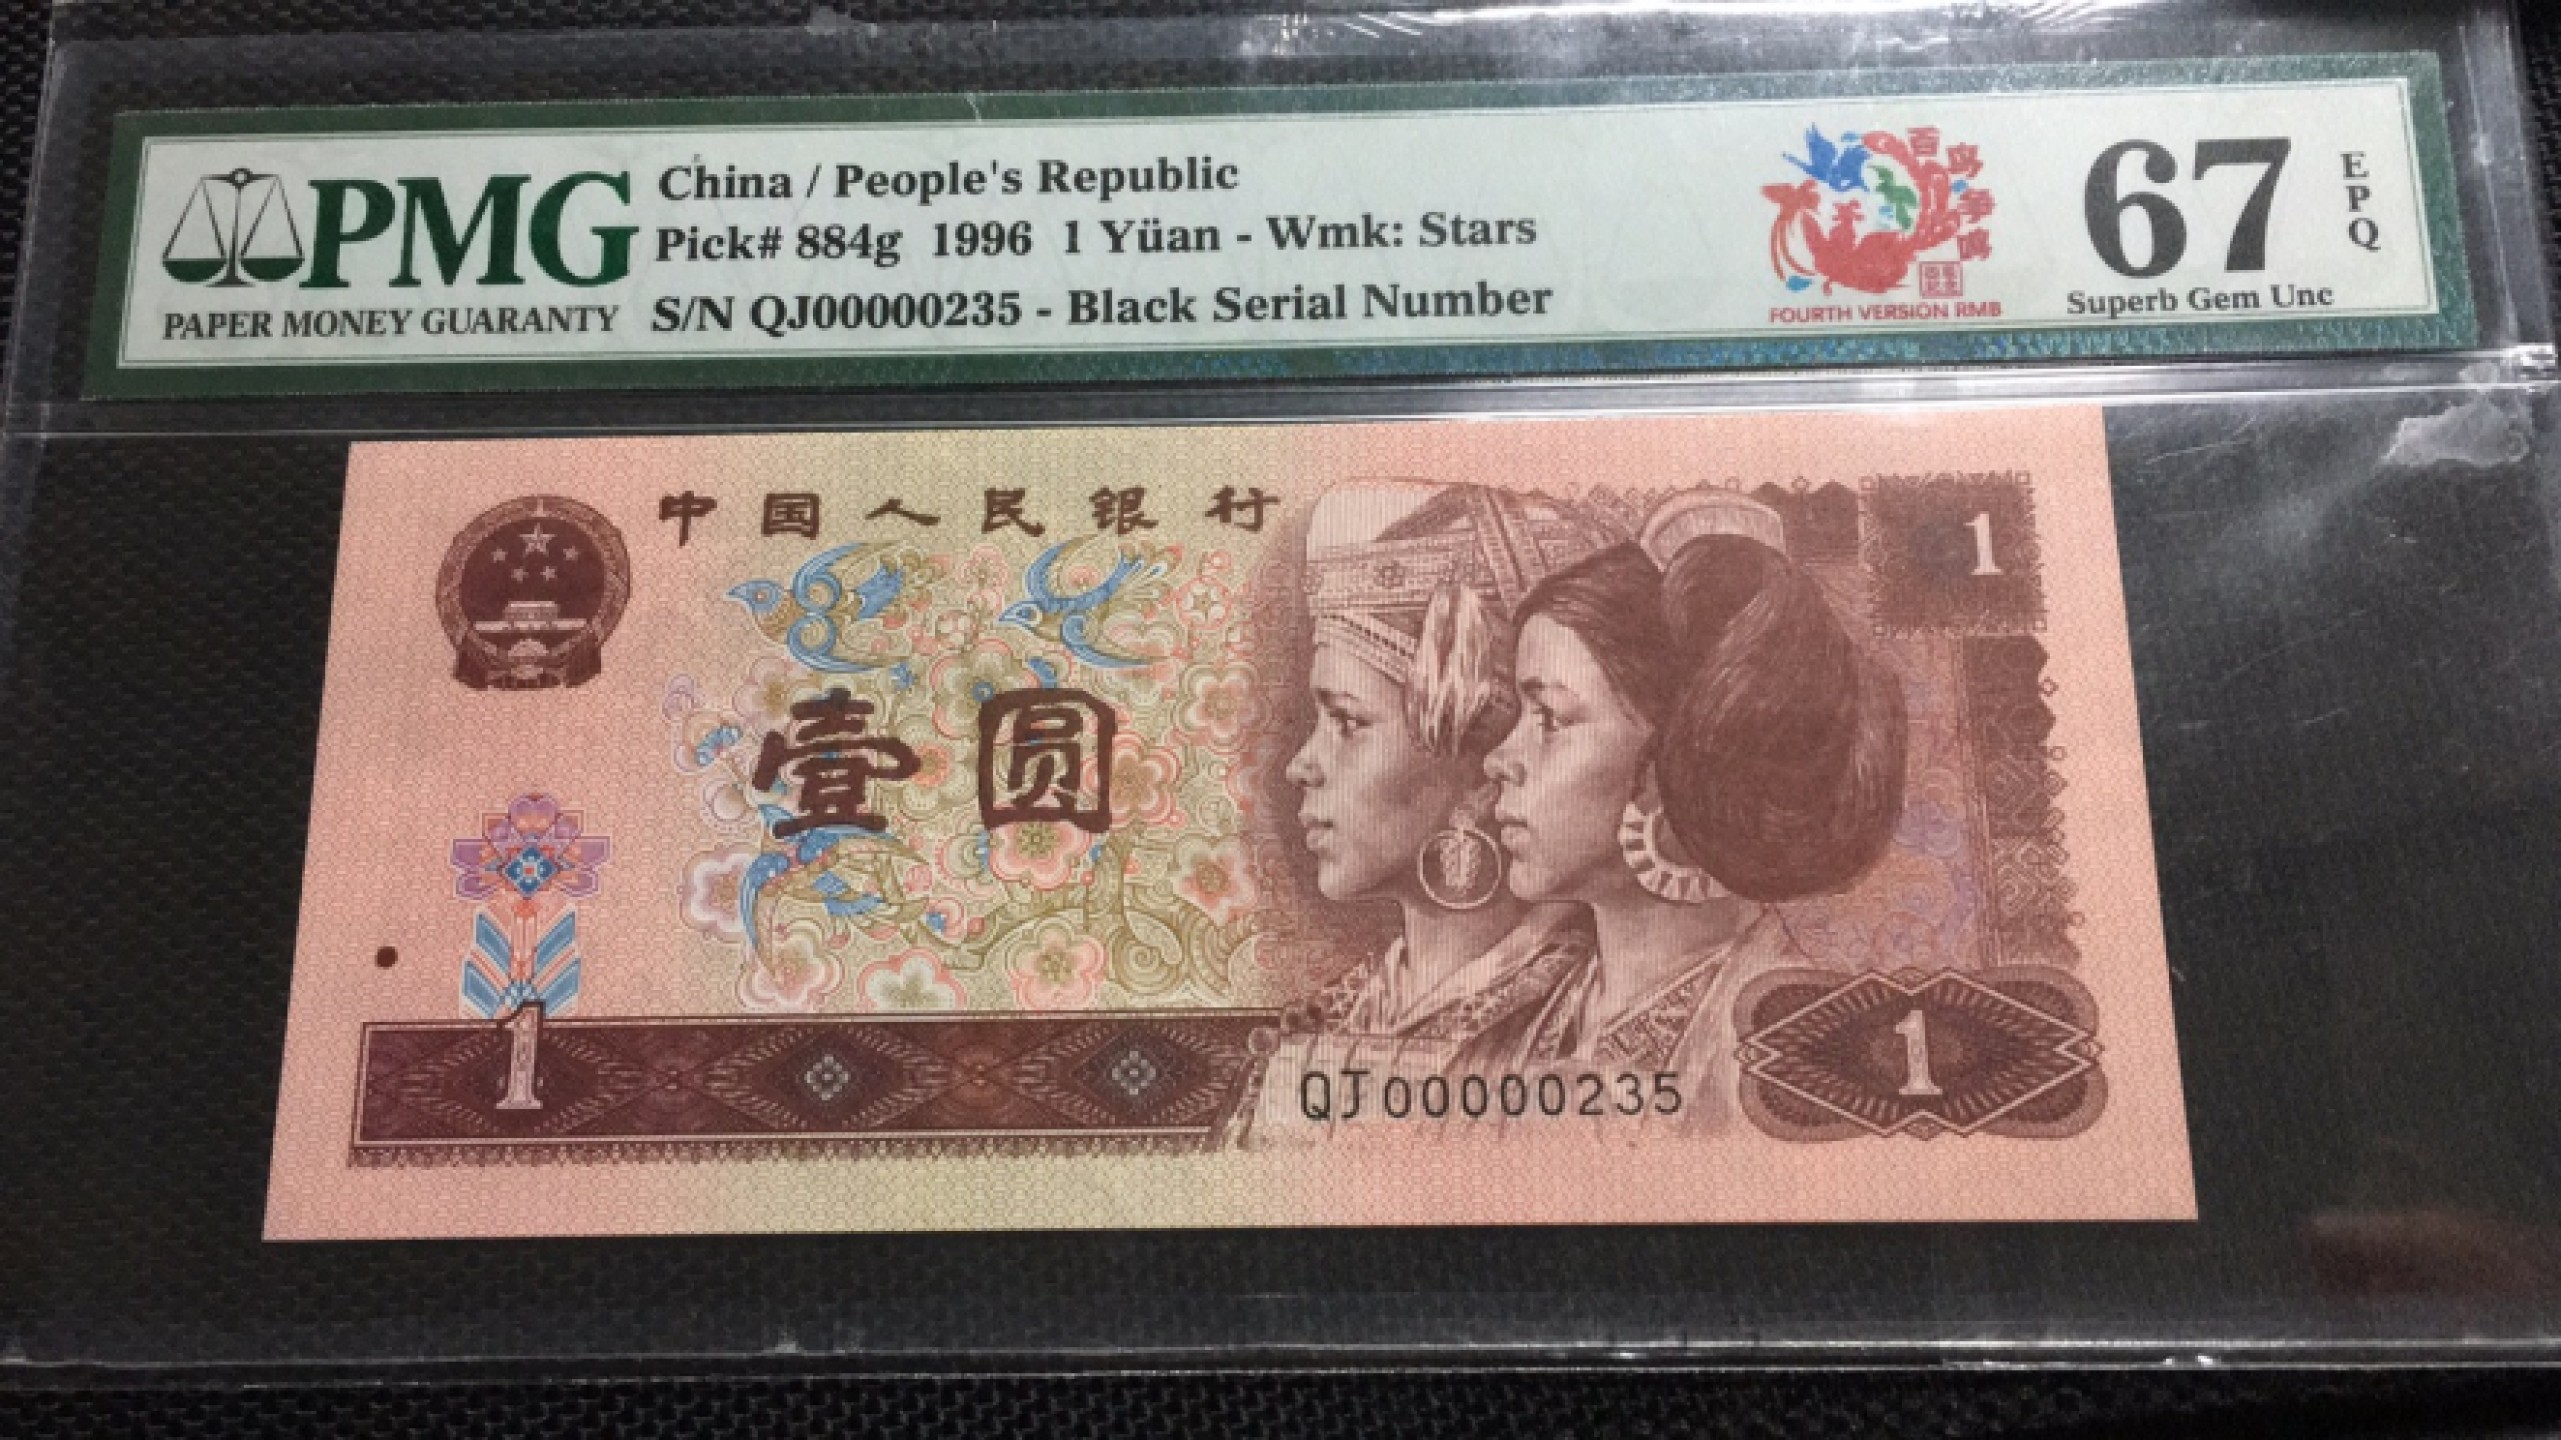 PMG
PAPER MONEY GUARANTY
China / People's Republic
Pick# 884g 1996 1 Yüan - Wmk: Stars
S/N QJ00000235 - Black Serial Number
百鸟争鸣
FOURTH VERSION RMB
67
EPQ
Superb Gem Unc
中国人民银行
1
壹圆
1
QJ00000235
1